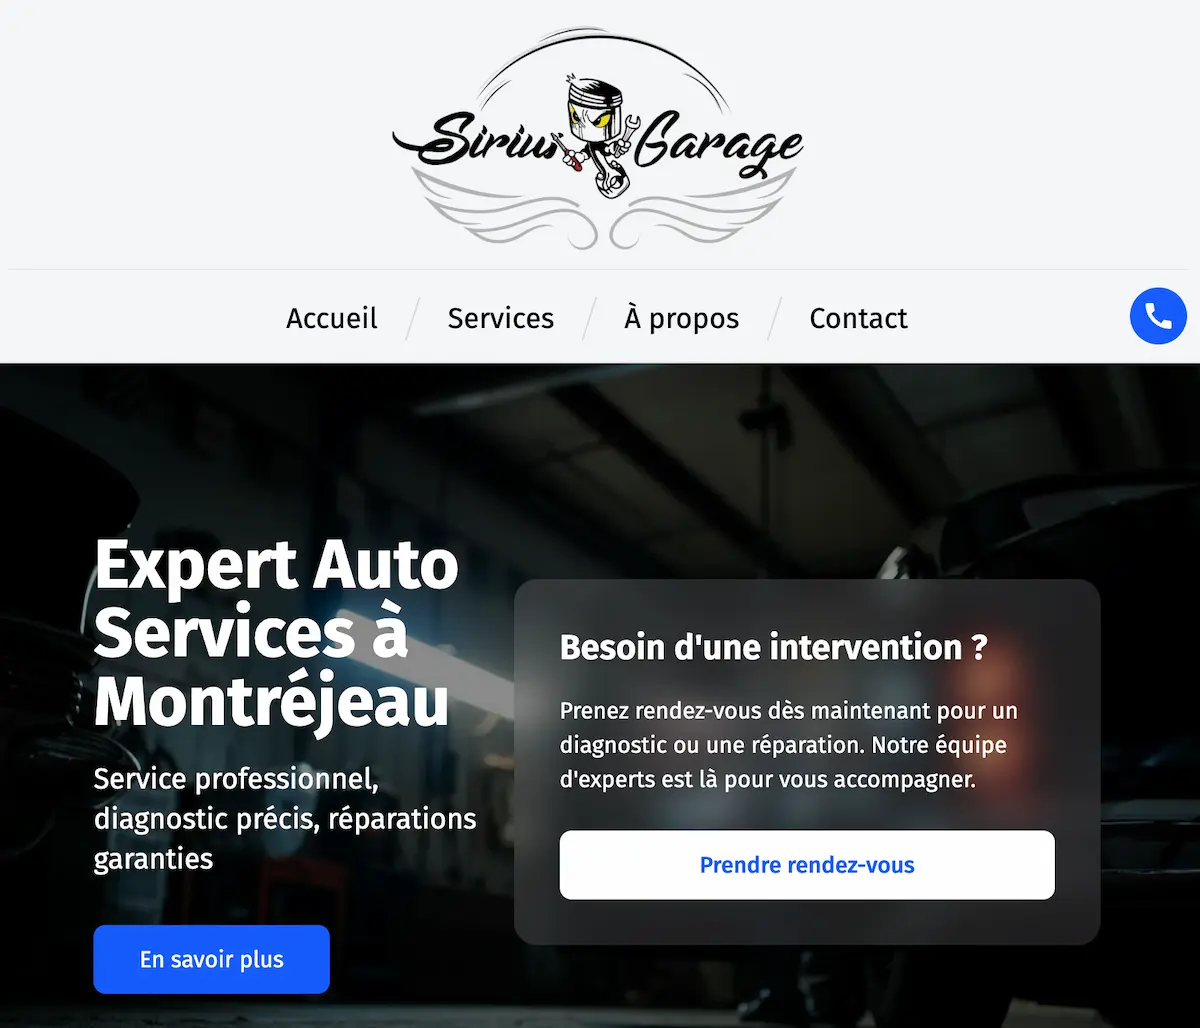 Sirius Garage
Accueil
Services
À propos
Contact
Expert Auto
Services à
Montréjeau
Service professionnel,
diagnostic précis, réparations
garanties
En savoir plus
Besoin d'une intervention ?
Prenez rendez-vous dès maintenant pour un
diagnostic ou une réparation. Notre équipe
d'experts est là pour vous accompagner.
Prendre rendez-vous